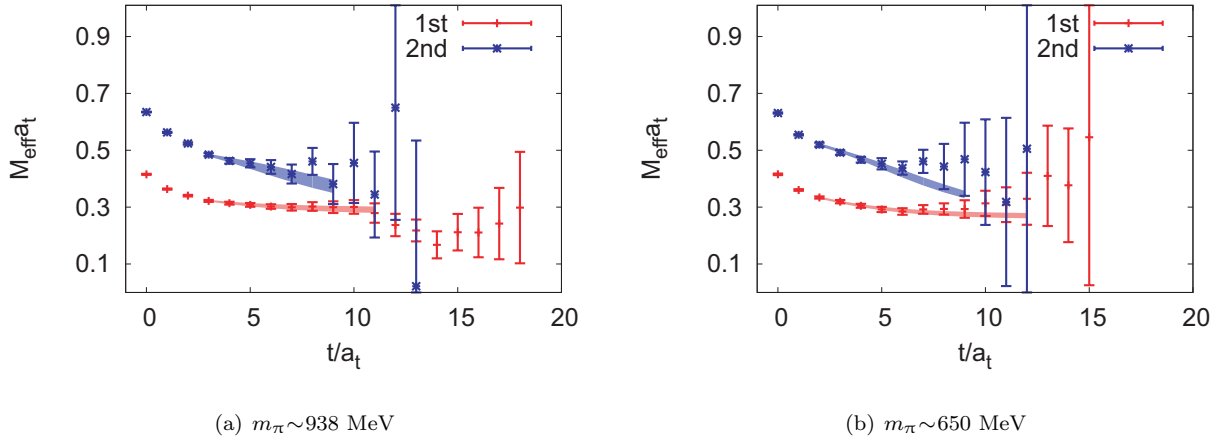 0.9
0.7
0.5
0.3
0.1
M_eff a_t
1st
2nd
0 5 10 15 20
t/a_t
(a) m_π∼938 MeV
0.9
0.7
0.5
0.3
0.1
M_eff a_t
1st
2nd
0 5 10 15 20
t/a_t
(b) m_π∼650 MeV